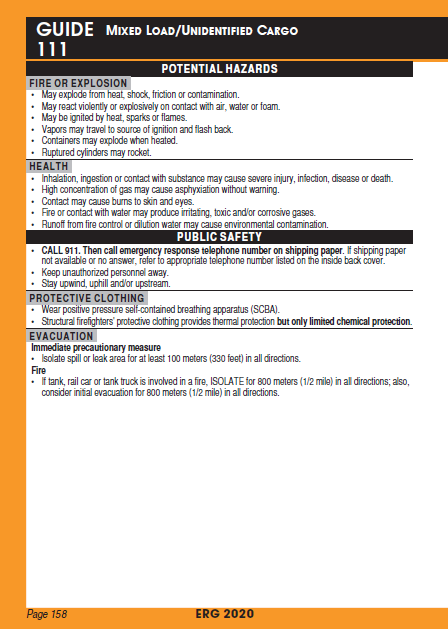 GUIDE MIXED LOAD/UNIDENTIFIED CARGO
111
POTENTIAL HAZARDS
FIRE OR EXPLOSION
• May explode from heat, shock, friction or contamination.
• May react violently or explosively on contact with air, water or foam.
• May be ignited by heat, sparks or flames.
• Vapors may travel to source of ignition and flash back.
• Containers may explode when heated.
• Ruptured cylinders may rocket.
HEALTH
• Inhalation, ingestion or contact with substance may cause severe injury, infection, disease or death.
• High concentration of gas may cause asphyxiation without warning.
• Contact may cause burns to skin and eyes.
• Fire or contact with water may produce irritating, toxic and/or corrosive gases.
• Runoff from fire control or dilution water may cause environmental contamination.
PUBLIC SAFETY
• CALL 911. Then call emergency response telephone number on shipping paper. If shipping paper
not available or no answer, refer to appropriate telephone number listed on the inside back cover.
• Keep unauthorized personnel away.
• Stay upwind, uphill and/or upstream.
PROTECTIVE CLOTHING
• Wear positive pressure self-contained breathing apparatus (SCBA).
• Structural firefighters' protective clothing provides thermal protection but only limited chemical protection.
EVACUATION
Immediate precautionary measure
• Isolate spill or leak area for at least 100 meters (330 feet) in all directions.
Fire
• If tank, rail car or tank truck is involved in a fire, ISOLATE for 800 meters (1/2 mile) in all directions; also,
consider initial evacuation for 800 meters (1/2 mile) in all directions.
Page 158 ERG 2020